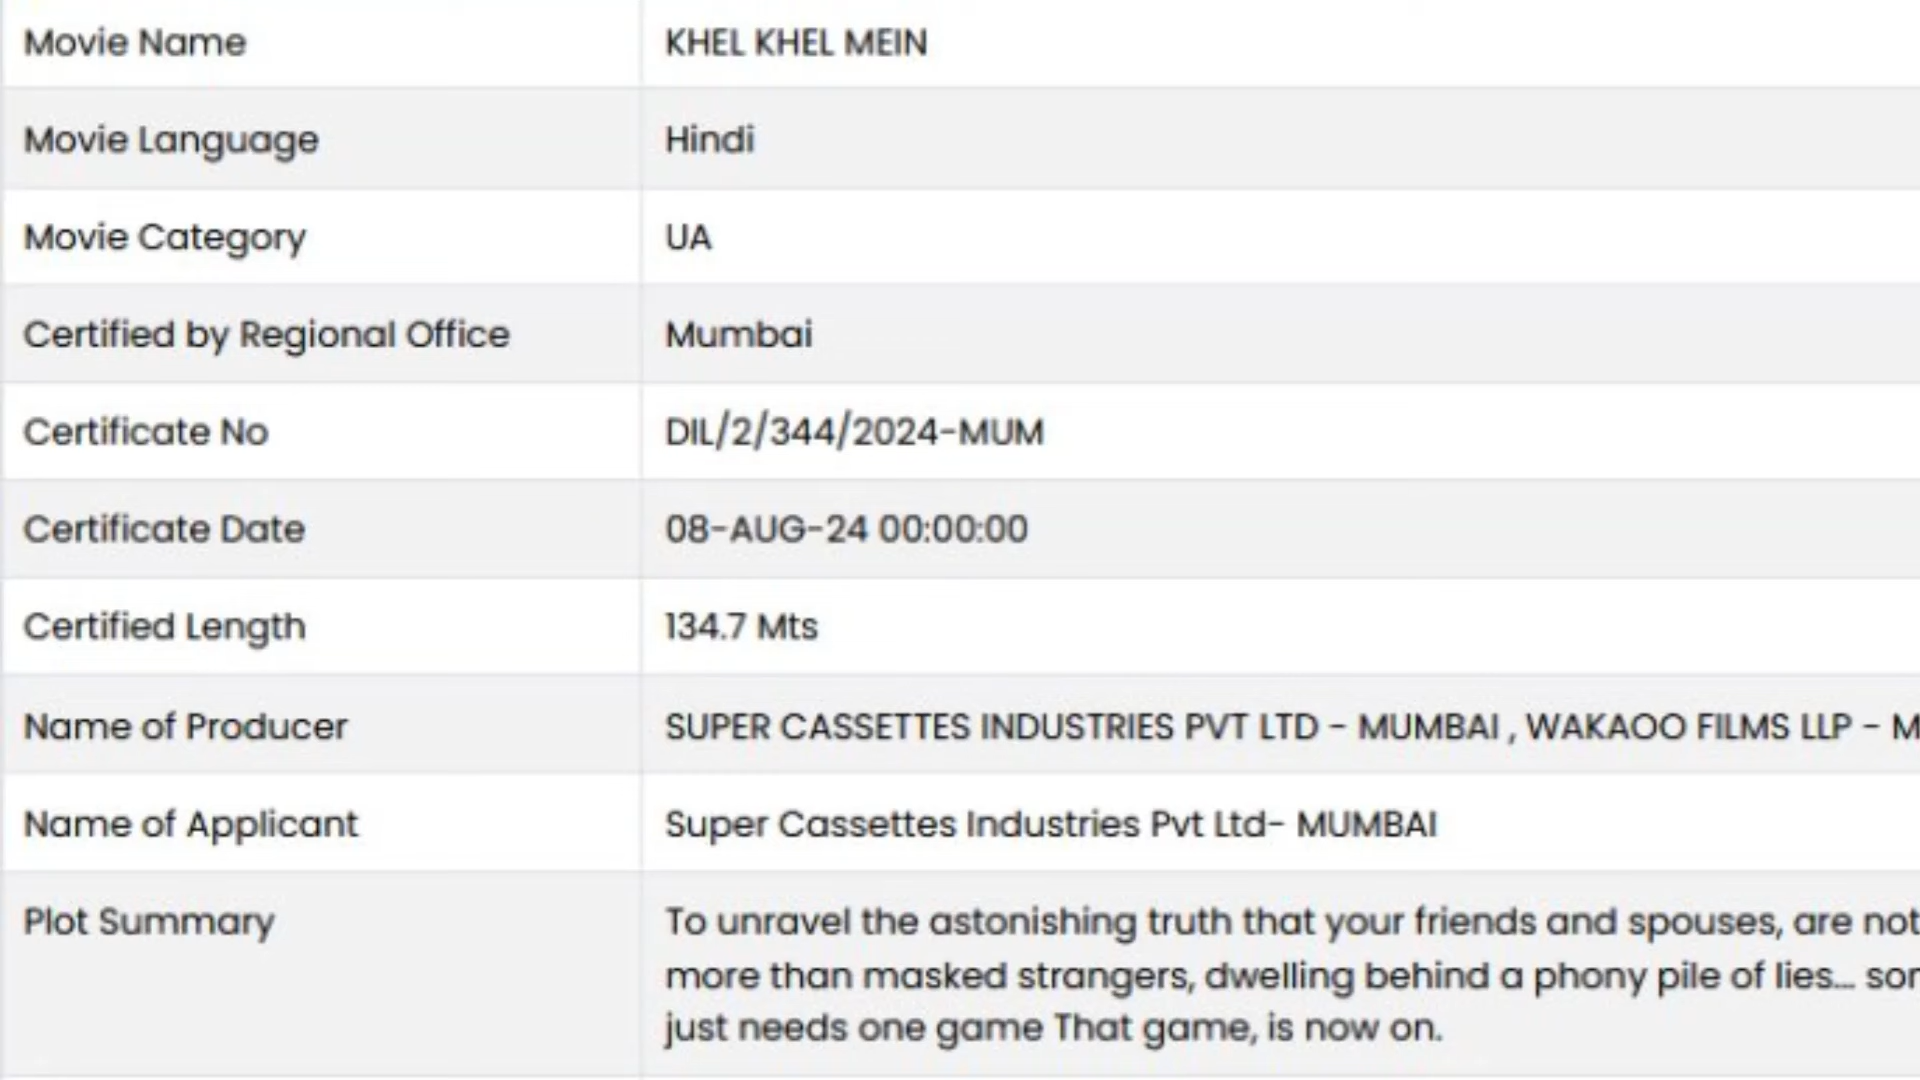 Movie Name KHEL KHEL MEIN
Movie Language Hindi
Movie Category UA
Certified by Regional Office Mumbai
Certificate No DIL/2/344/2024-MUM
Certificate Date 08-AUG-24 00:00:00
Certified Length 134.7 Mts
Name of Producer SUPER CASSETTES INDUSTRIES PVT LTD - MUMBAI , WAKAOO FILMS LLP - M
Name of Applicant Super Cassettes Industries Pvt Ltd- MUMBAI
Plot Summary To unravel the astonishing truth that your friends and spouses, are not
more than masked strangers, dwelling behind a phony pile of lies...
just needs one game That game, is now on.